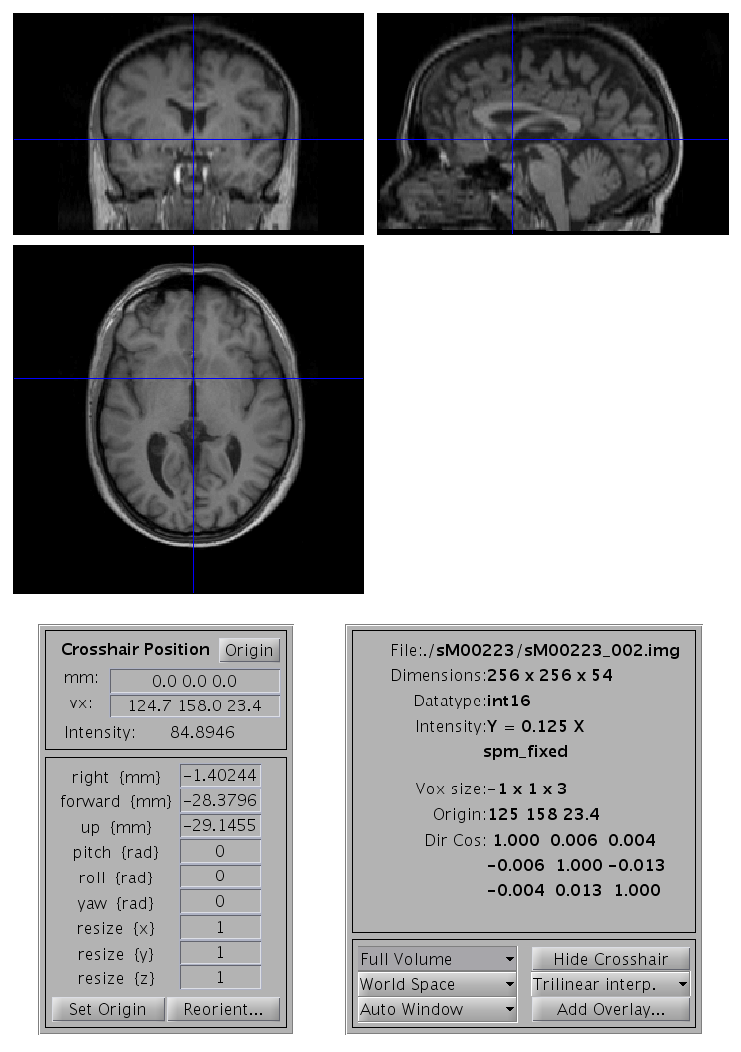 Crosshair Position Origin
mm: 0.0 0.0 0.0
vx: 124.7 158.0 23.4
Intensity: 84.8946
right {mm} -1.40244
forward {mm} -28.3796
up {mm} -29.1455
pitch {rad} 0
roll {rad} 0
yaw {rad} 0
resize {x} 1
resize {y} 1
resize {z} 1
Set Origin Reorient...
File: ./sM00223/sM00223_002.img
Dimensions: 256 x 256 x 54
Datatype: int16
Intensity: Y = 0.125 X
spm_fixed
Vox size: -1 x 1 x 3
Origin: 125 158 23.4
Dir Cos: 1.000 0.006 0.004
-0.006 1.000 -0.013
-0.004 0.013 1.000
Full Volume Hide Crosshair
World Space Trilinear interp.
Auto Window Add Overlay...